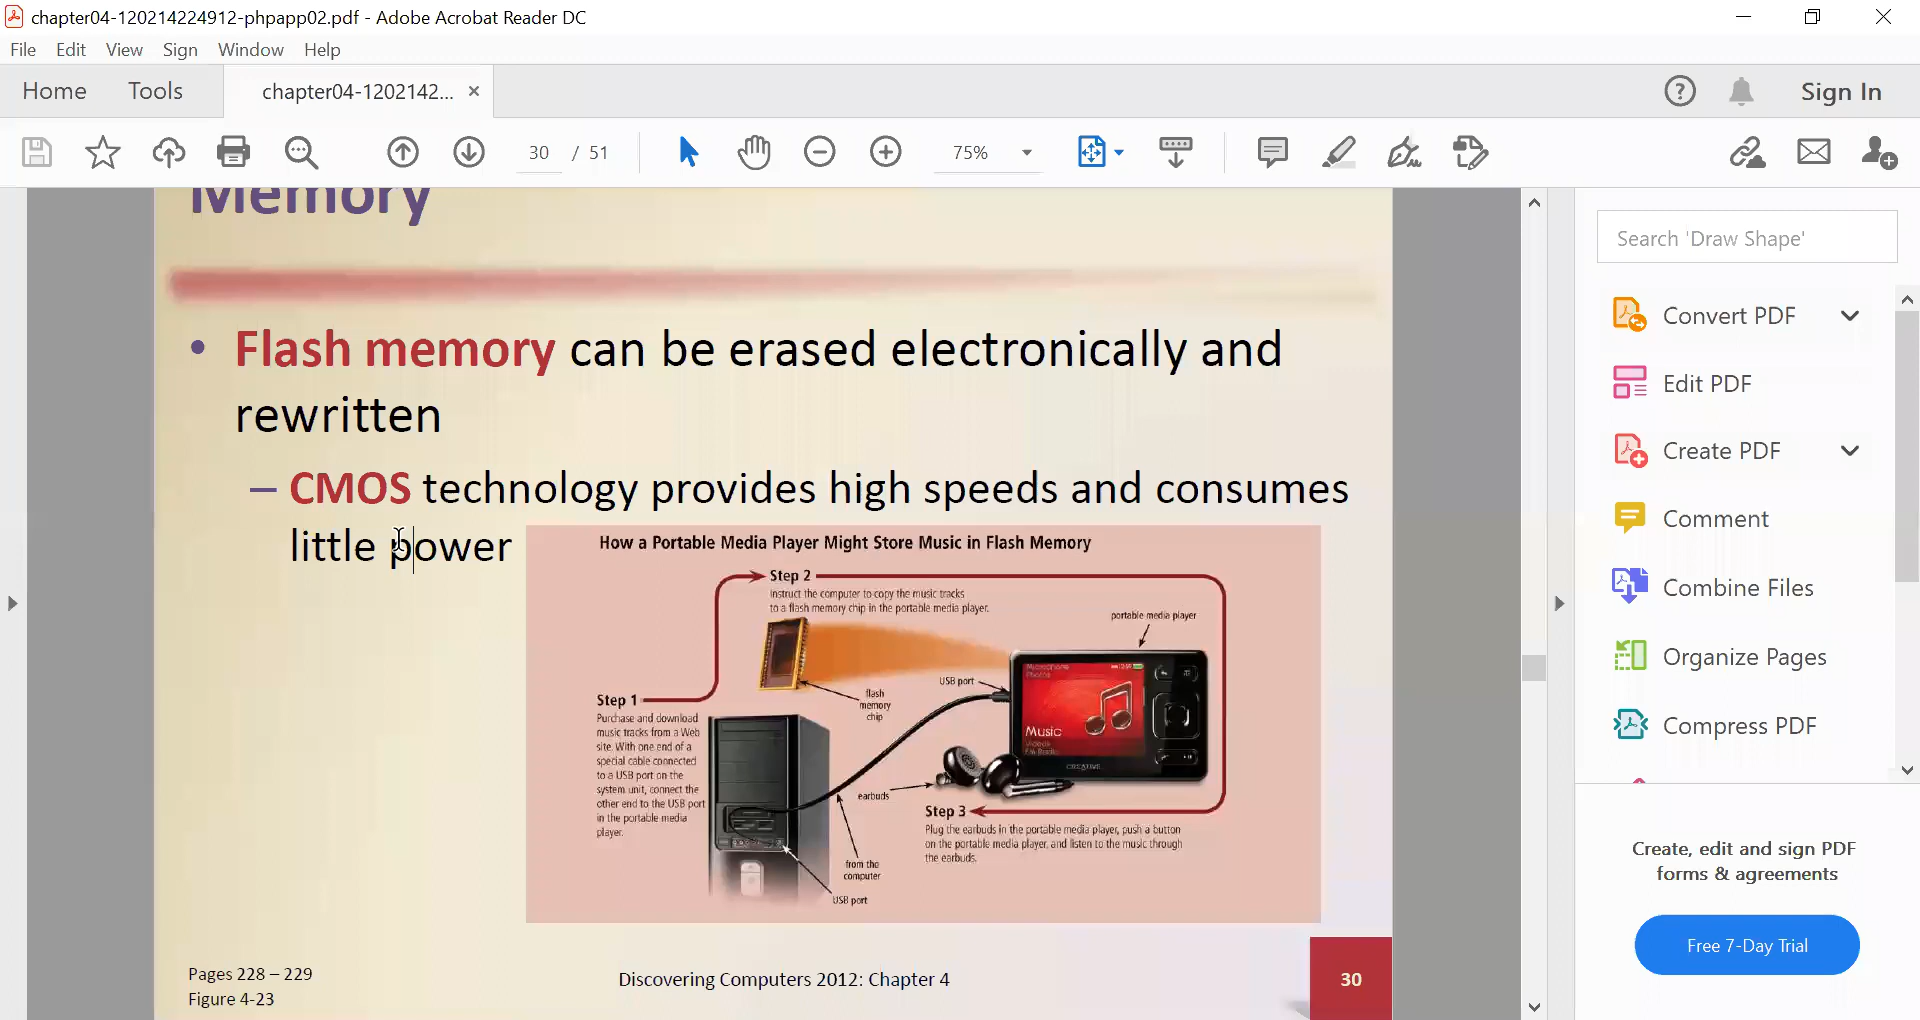 chapter04-120214224912-phpapp02.pdf - Adobe Acrobat Reader DC
File Edit View Sign Window Help
Home Tools chapter04-1202142... × Sign In
30 / 51 75%
Memory
• Flash memory can be erased electronically and
rewritten
– CMOS technology provides high speeds and consumes
little power
How a Portable Media Player Might Store Music in Flash Memory
Step 2
Instruct the computer to copy the music tracks
to a flash memory chip in the portable media player.
portable media player
USB port
flash
memory
chip
Step 1
Purchase and download
music tracks from a Web
site. With one end of a
special cable connected
to a USB port on the
system unit, connect the
other end to the USB port
in the portable media
player.
Microphone
Photos
Music
Videos
FM Radio
CREATIVE
earbuds
Step 3
Plug the earbuds in the portable media player, push a button
on the portable media player, and listen to the music through
the earbuds.
from the
computer
USB port
Pages 228 – 229
Figure 4-23
Discovering Computers 2012: Chapter 4
30
Search 'Draw Shape'
Convert PDF
Edit PDF
Create PDF
Comment
Combine Files
Organize Pages
Compress PDF
Create, edit and sign PDF
forms & agreements
Free 7-Day Trial